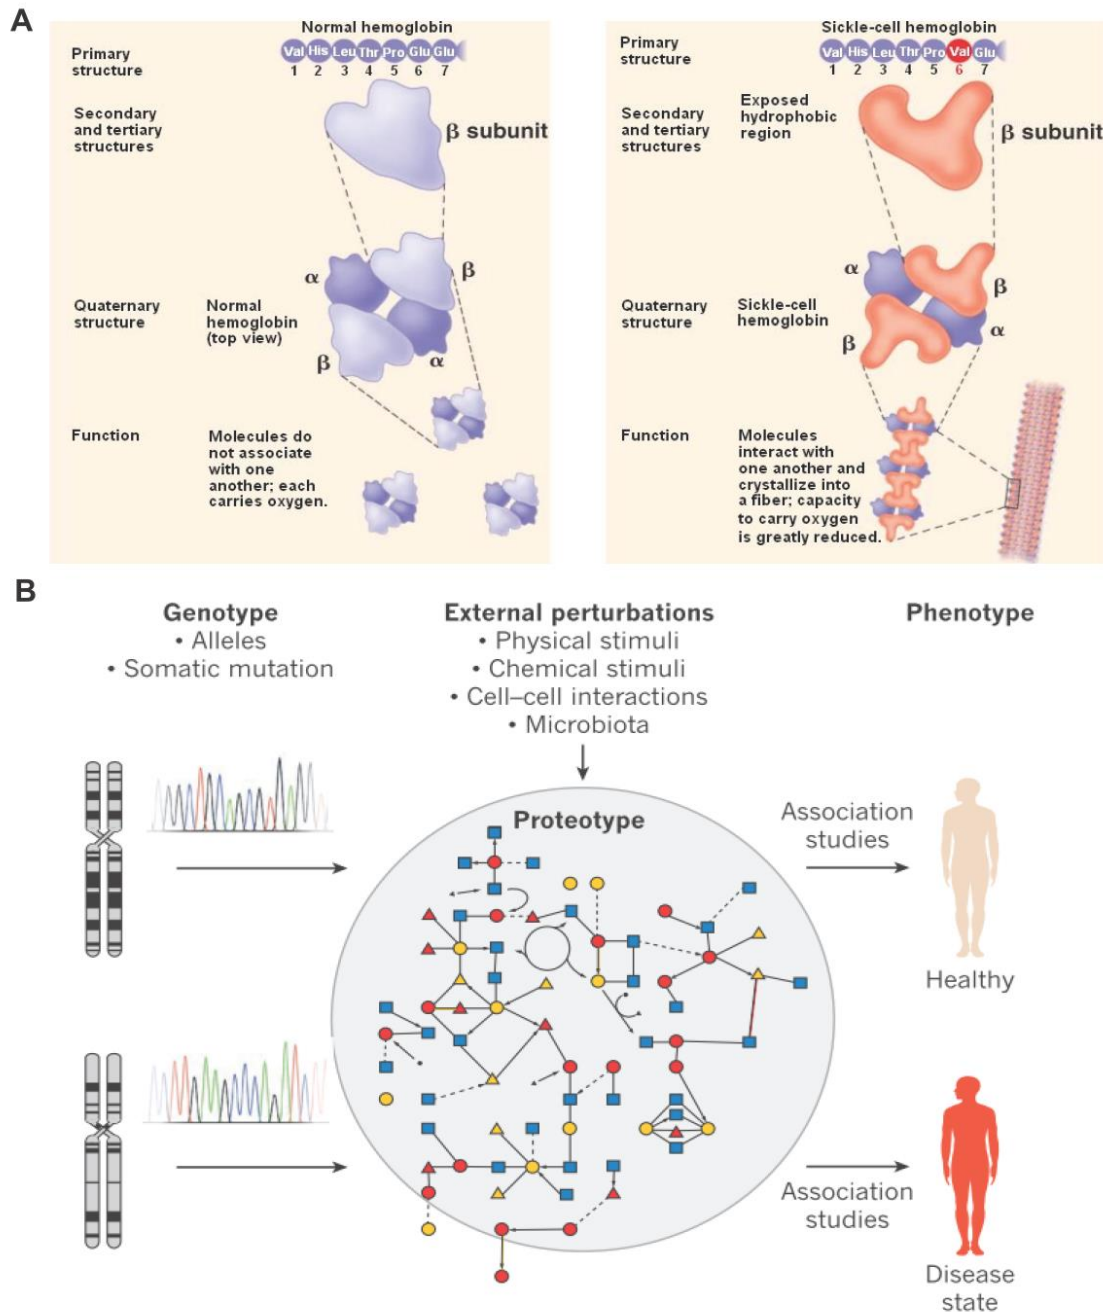 A
Normal hemoglobin
Primary
structure
Val His Leu Thr Pro Glu Glu
1 2 3 4 5 6 7
Secondary
and tertiary
structures
β subunit
α
β
Quaternary
structure
Normal
hemoglobin
(top view)
β
α
Function
Molecules do
not associate
with one
another; each
carries oxygen.
Sickle-cell hemoglobin
Primary
structure
Val His Leu Thr Pro Val Glu
1 2 3 4 5 6 7
Secondary
and tertiary
structures
Exposed
hydrophobic
region
β subunit
α
β
Quaternary
structure
Sickle-cell
hemoglobin
β
α
Function
Molecules
interact with
one another and
crystallize into
a fiber; capacity
to carry oxygen
is greatly reduced.
B
Genotype
• Alleles
• Somatic mutation
External perturbations
• Physical stimuli
• Chemical stimuli
• Cell–cell interactions
• Microbiota
Phenotype
Proteotype
Association
studies
Healthy
Association
studies
Disease
state